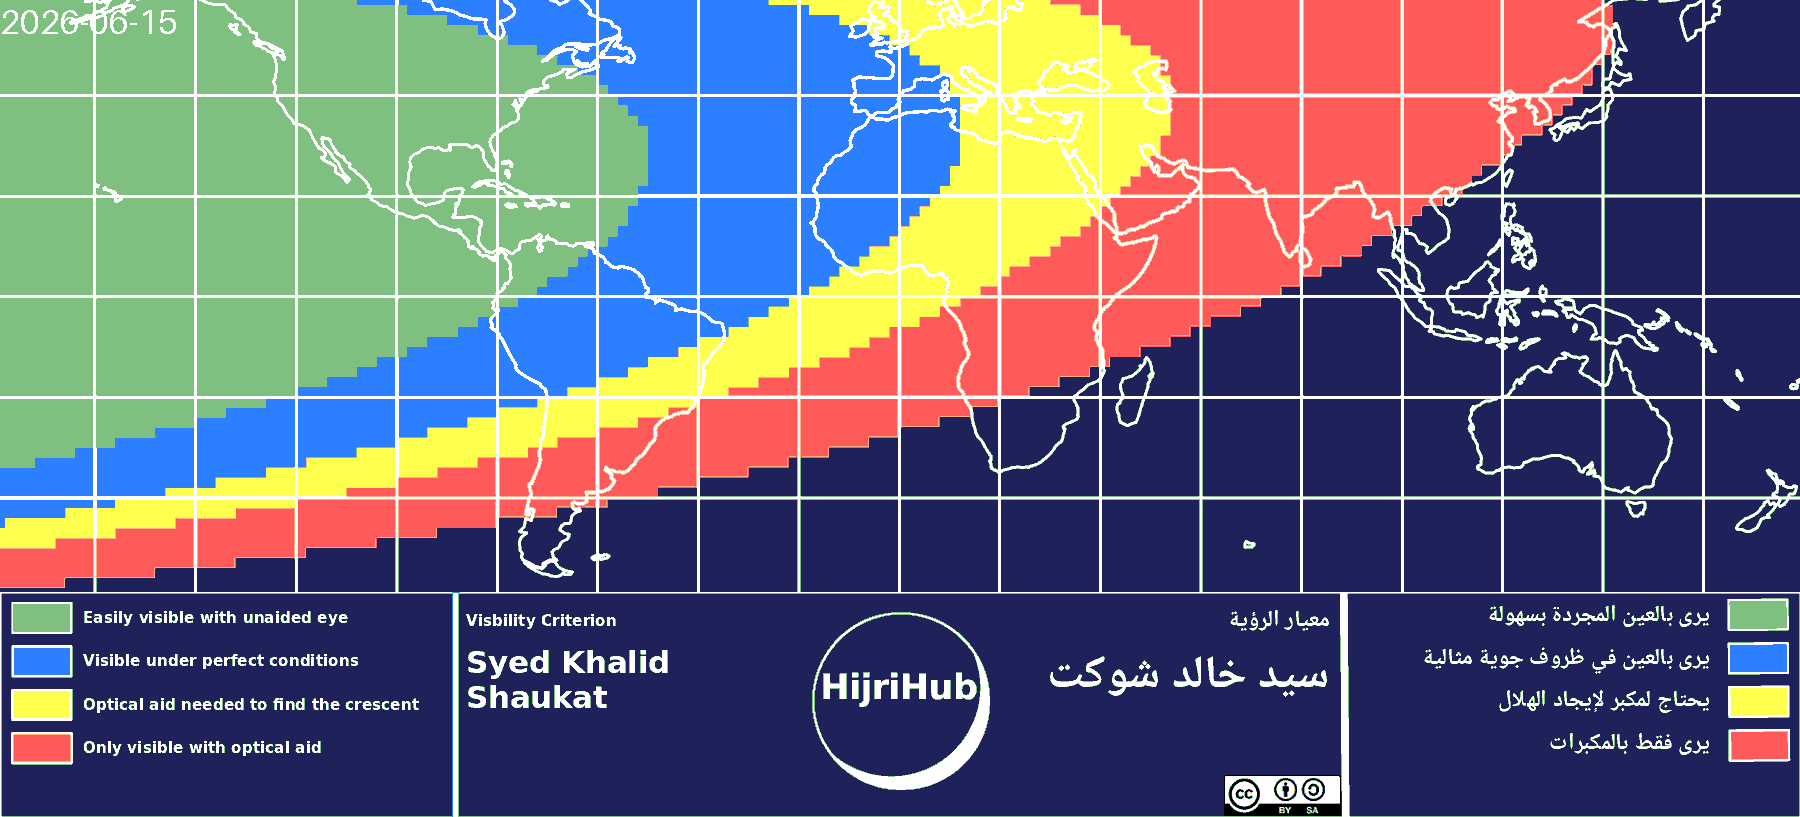 2026-06-15
Easily visible with unaided eye
Visible under perfect conditions
Optical aid needed to find the crescent
Only visible with optical aid
Visbility Criterion
Syed Khalid
Shaukat
HijriHub
معيار الرؤية
سيد خالد شوكت
cc BY SA
يرى بالعين المجردة بسهولة
يرى بالعين في ظروف جوية مثالية
يحتاج لمكبر لإيجاد الهلال
يرى فقط بالمكبرات